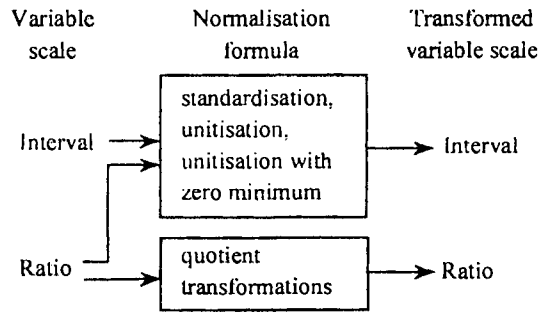 Variable
scale
Normalisation
formula
Transformed
variable scale
Interval
standardisation,
unitisation,
unitisation with
zero minimum
Interval
Ratio
quotient
transformations
Ratio